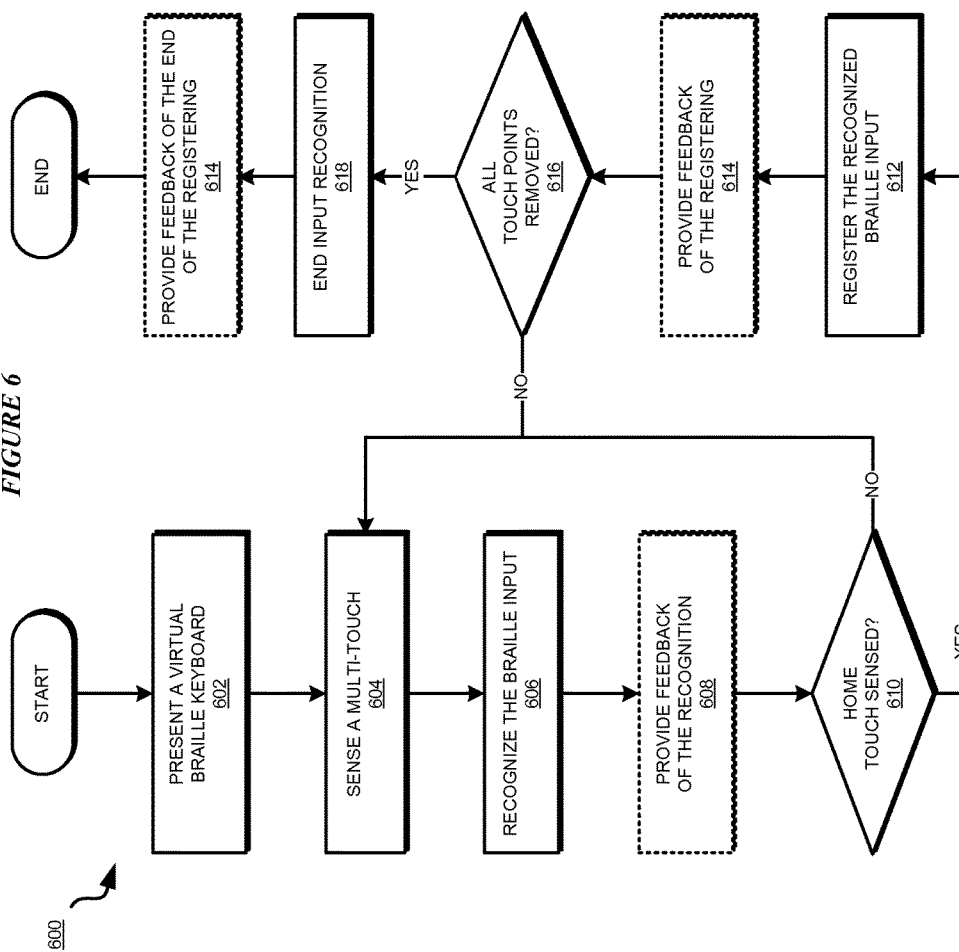 FIGURE 6
600
START
PRESENT A VIRTUAL
BRAILLE KEYBOARD
602
SENSE A MULTI-TOUCH
604
RECOGNIZE THE BRAILLE INPUT
606
PROVIDE FEEDBACK
OF THE RECOGNITION
608
HOME
TOUCH SENSED?
610
NO
YES
REGISTER THE RECOGNIZED
BRAILLE INPUT
612
PROVIDE FEEDBACK
OF THE REGISTERING
614
ALL
TOUCH POINTS
REMOVED?
616
NO
YES
END INPUT RECOGNITION
618
PROVIDE FEEDBACK OF THE END
OF THE REGISTERING
614
END